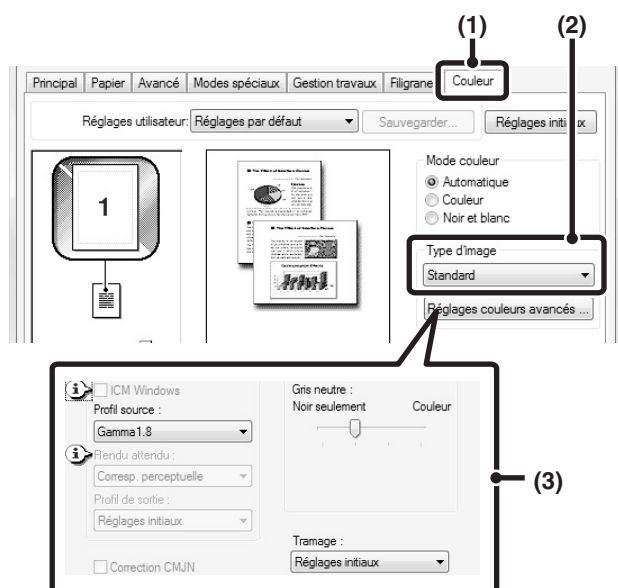 (1) (2)
Principal Papier Avancé Modes spéciaux Gestion travaux Filigrane Couleur
Réglages utilisateur: Réglages par défaut Sauvegarder... Réglages initiaux
Mode couleur
1
Automatique
Couleur
Noir et blanc
Type d'image
Standard
Réglages couleurs avancés ...
ICM Windows
Profil source :
Gamma1.8
Rendu attendu :
Corresp. perceptuelle
Profil de sortie :
Réglages initiaux
Correction CMJN
Gris neutre :
Noir seulement Couleur
Tramage :
Réglages initiaux
(3)